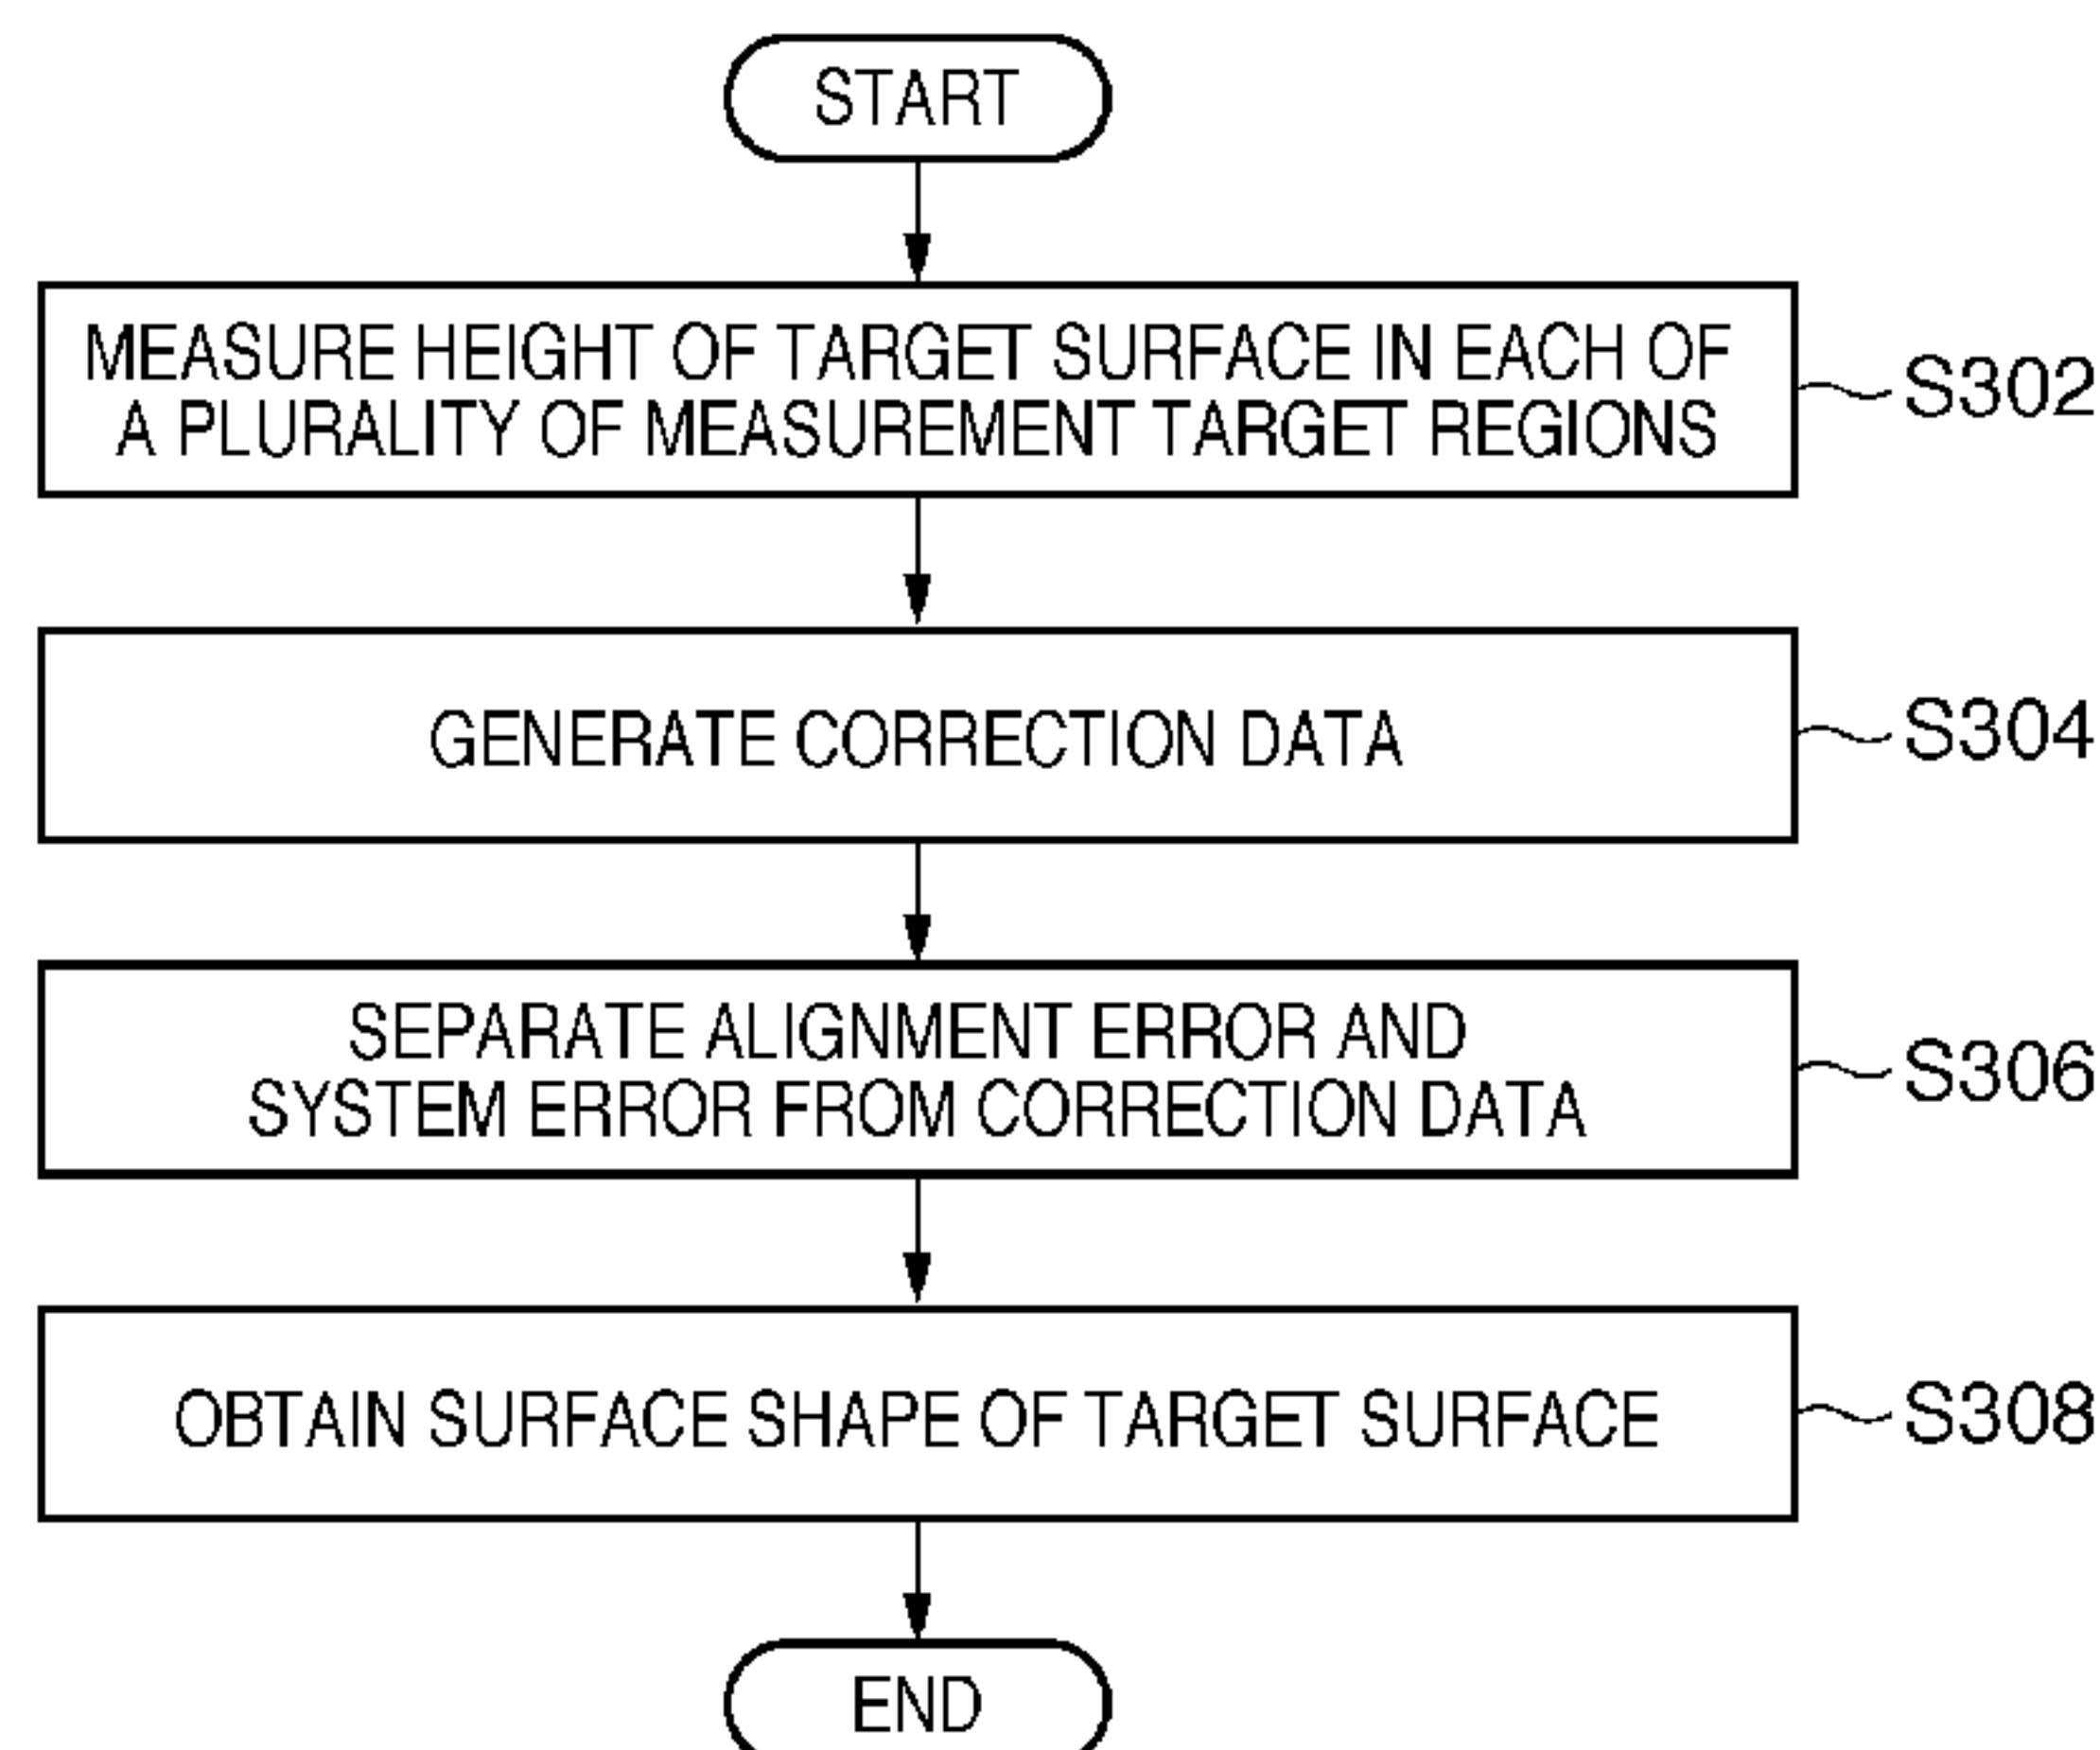 START
MEASURE HEIGHT OF TARGET SURFACE IN EACH OF
A PLURALITY OF MEASUREMENT TARGET REGIONS
S302
GENERATE CORRECTION DATA
S304
SEPARATE ALIGNMENT ERROR AND
SYSTEM ERROR FROM CORRECTION DATA
S306
OBTAIN SURFACE SHAPE OF TARGET SURFACE
S308
END